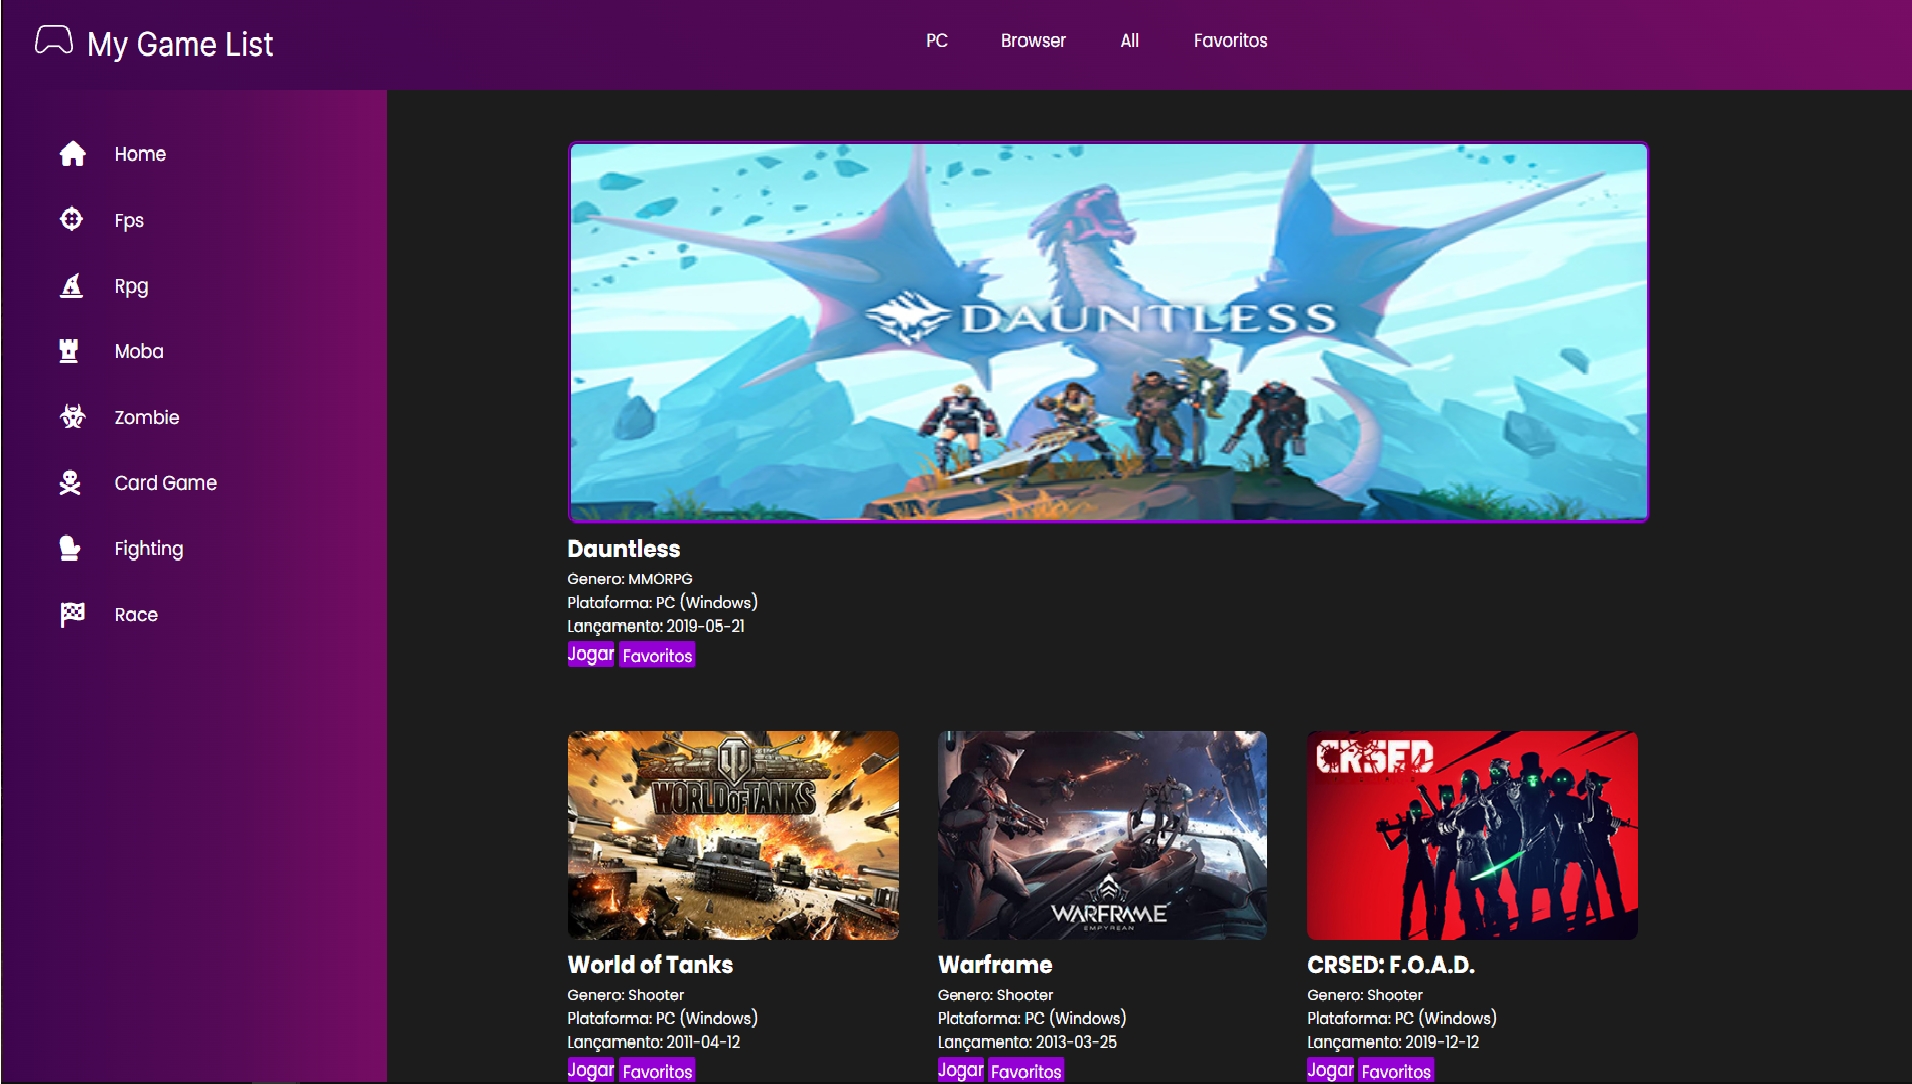 My Game List
PC Browser All Favoritos
Home
Fps
Rpg
Moba
Zombie
Card Game
Fighting
Race
DAUNTLESS
Dauntless
Genero: MMORPG
Plataforma: PC (Windows)
Lançamento: 2019-05-21
Jogar Favoritos
WORLD OF TANKS
World of Tanks
Genero: Shooter
Plataforma: PC (Windows)
Lançamento: 2011-04-12
Jogar Favoritos
WARFRAME
EMPYREAN
Warframe
Genero: Shooter
Plataforma: PC (Windows)
Lançamento: 2013-03-25
Jogar Favoritos
CRSED
CRSED: F.O.A.D.
Genero: Shooter
Plataforma: PC (Windows)
Lançamento: 2019-12-12
Jogar Favoritos